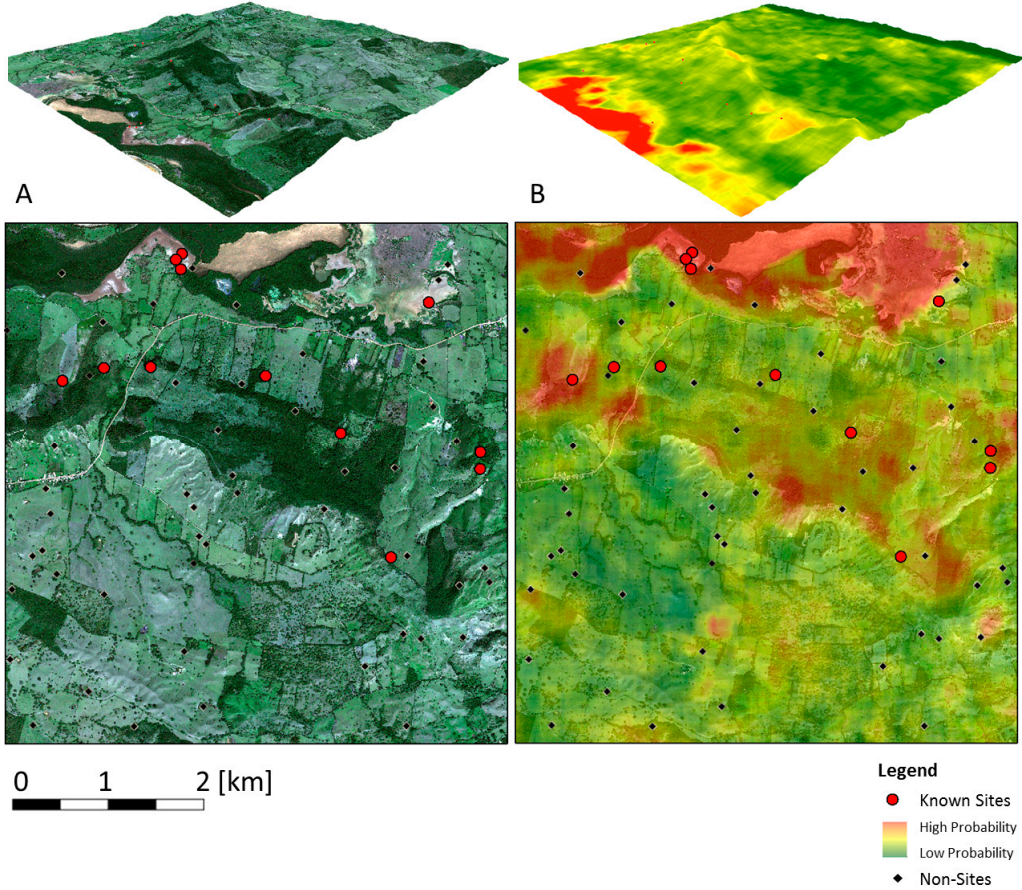 A
B
0 1 2 [km]
Legend
Known Sites
High Probability
Low Probability
Non-Sites